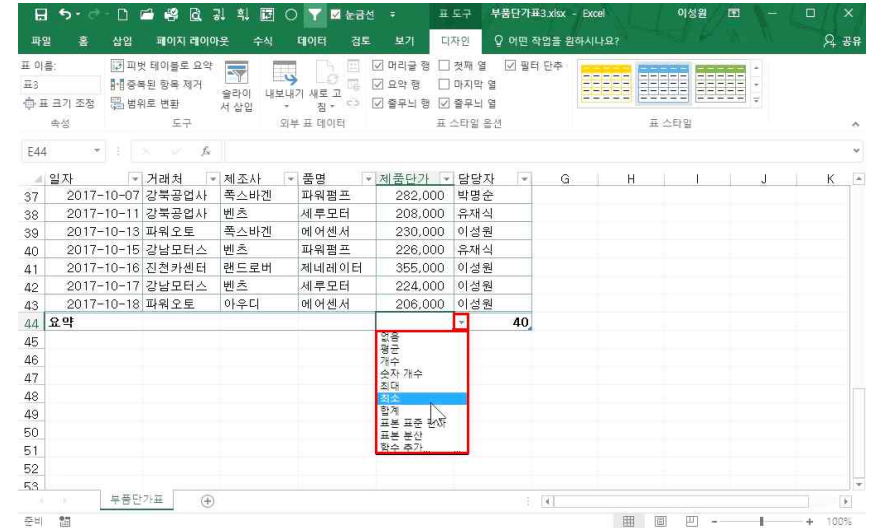 눈금선
표 도구
부품단가표3.xlsx - Excel
이성원
파일 홈 삽입 페이지 레이아웃 수식 데이터 검토 보기 디자인 어떤 작업을 원하시나요? 공유
표 이름:
표3
표 크기 조정
속성
피벗 테이블로 요약
중복된 항목 제거
범위로 변환
도구
슬라이
서 삽입
내보내기 새로 고
침
외부 표 데이터
머리글 행 첫째 열 필터 단추
요약 행 마지막 열
줄무늬 행 줄무늬 열
표 스타일 옵션
표 스타일
E44 fx
일자 거래처 제조사 품명 제품단가 담당자 G H I J K
37 2017-10-07 강북공업사 폭스바겐 파워펌프 282,000 박명순
38 2017-10-11 강북공업사 벤츠 세루모터 208,000 유재식
39 2017-10-13 파워오토 폭스바겐 에어센서 230,000 이성원
40 2017-10-15 강남모터스 벤츠 파워펌프 226,000 유재식
41 2017-10-16 진천카센터 랜드로버 제네레이터 355,000 이성원
42 2017-10-17 강남모터스 벤츠 세루모터 224,000 이성원
43 2017-10-18 파워오토 아우디 에어센서 206,000 이성원
44 요약 40
45 없음
평균
46 개수
47 숫자 개수
48 최대
최소
49 합계
50 표본 표준 편차
표본 분산
51 함수 추가...
52
53
부품단가표
준비
100%